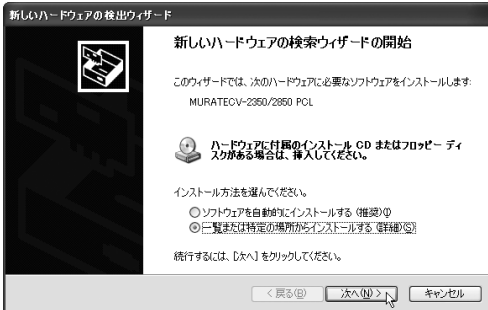 新しいハードウェアの検出ウィザード
新しいハードウェアの検索ウィザードの開始
このウィザードでは、次のハードウェアに必要なソフトウェアをインストールします:
MURATECV-2350/2850 PCL
ハードウェアに付属のインストール CD またはフロッピー ディ
スクがある場合は、挿入してください。
インストール方法を選んでください。
ソフトウェアを自動的にインストールする (推奨)(I)
一覧または特定の場所からインストールする (詳細)(S)
続行するには、[次へ] をクリックしてください。
< 戻る(B) 次へ(N) > キャンセル